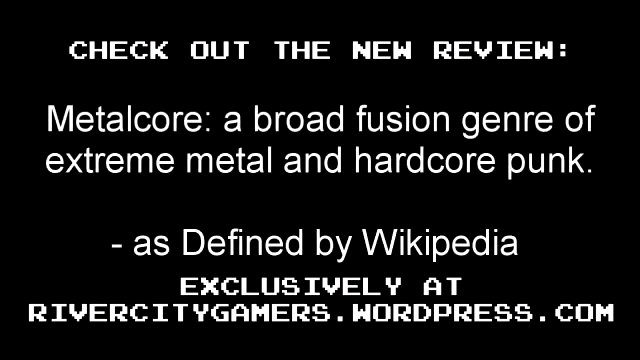 CHECK OUT THE NEW REVIEW:
Metalcore: a broad fusion genre of
extreme metal and hardcore punk.
- as Defined by Wikipedia
EXCLUSIVELY AT
RIVERCITYGAMERS.WORDPRESS.COM